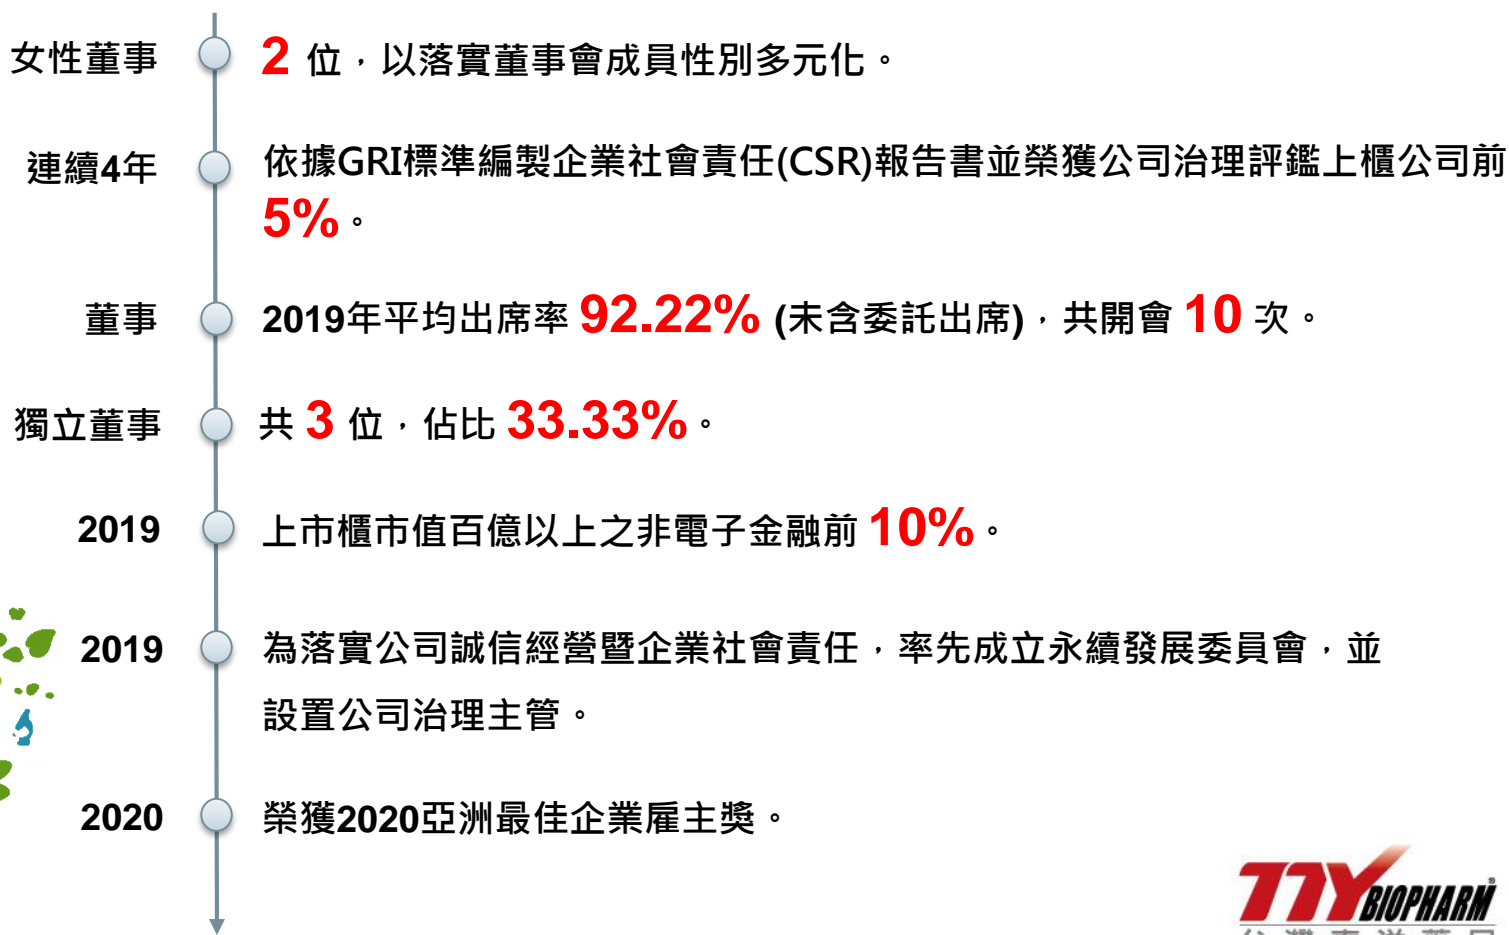 女性董事
2 位，以落實董事會成員性別多元化。
連續4年
依據GRI標準編製企業社會責任(CSR)報告書並榮獲公司治理評鑑上櫃公司前
5%。
董事
2019年平均出席率 92.22% (未含委託出席)，共開會 10 次。
獨立董事
共 3 位，佔比 33.33%。
2019
上市櫃市值百億以上之非電子金融前 10%。
2019
為落實公司誠信經營暨企業社會責任，率先成立永續發展委員會，並
設置公司治理主管。
2020
榮獲2020亞洲最佳企業雇主獎。
TTY BIOPHARM